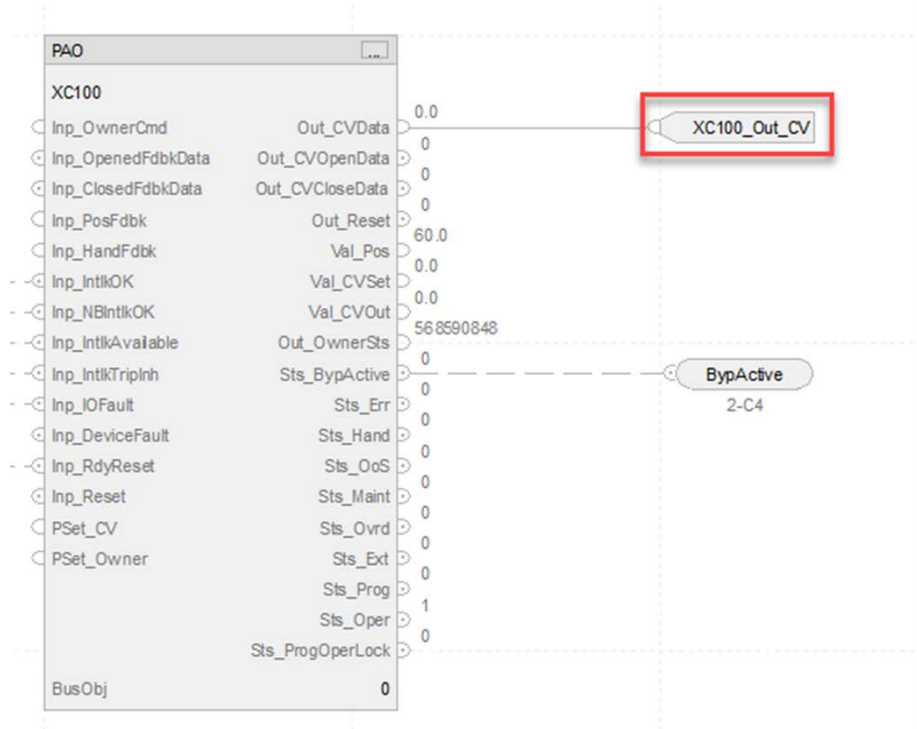 PAO ...
XC100
Inp_OwnerCmd Out_CVData 0.0 XC100_Out_CV
Inp_OpenedFdbkData Out_CVOpenData 0
Inp_ClosedFdbkData Out_CVCloseData 0
Inp_PosFdbk Out_Reset 0
Inp_HandFdbk Val_Pos 60.0
Inp_IntlkOK Val_CVSet 0.0
Inp_NBIntlkOK Val_CVOut 0.0
Inp_IntlkAvailable Out_OwnerSts 568590848
Inp_IntlkTripInh Sts_BypActive 0 BypActive
Inp_IOFault Sts_Err 0 2-C4
Inp_DeviceFault Sts_Hand 0
Inp_RdyReset Sts_OoS 0
Inp_Reset Sts_Maint 0
PSet_CV Sts_Ovrd 0
PSet_Owner Sts_Ext 0
Sts_Prog 0
Sts_Oper 1
Sts_ProgOperLock 0
BusObj 0